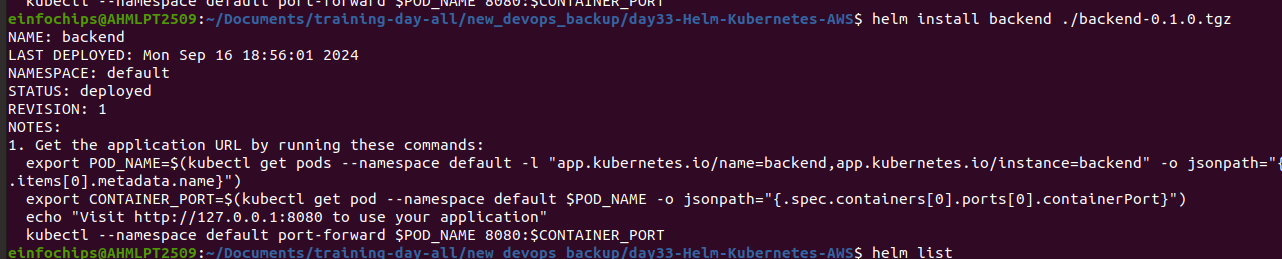 kubectl --namespace default port-forward $POD_NAME 8080:$CONTAINER_PORT
einfochips@AHMLPT2509:~/Documents/training-day-all/new_devops_backup/day33-Helm-Kubernetes-AWS$ helm install backend ./backend-0.1.0.tgz
NAME: backend
LAST DEPLOYED: Mon Sep 16 18:56:01 2024
NAMESPACE: default
STATUS: deployed
REVISION: 1
NOTES:
1. Get the application URL by running these commands:
  export POD_NAME=$(kubectl get pods --namespace default -l "app.kubernetes.io/name=backend,app.kubernetes.io/instance=backend" -o jsonpath="{
.items[0].metadata.name}")
  export CONTAINER_PORT=$(kubectl get pod --namespace default $POD_NAME -o jsonpath="{.spec.containers[0].ports[0].containerPort}")
  echo "Visit http://127.0.0.1:8080 to use your application"
  kubectl --namespace default port-forward $POD_NAME 8080:$CONTAINER_PORT
einfochips@AHMLPT2509:~/Documents/training-day-all/new_devops_backup/day33-Helm-Kubernetes-AWS$ helm list